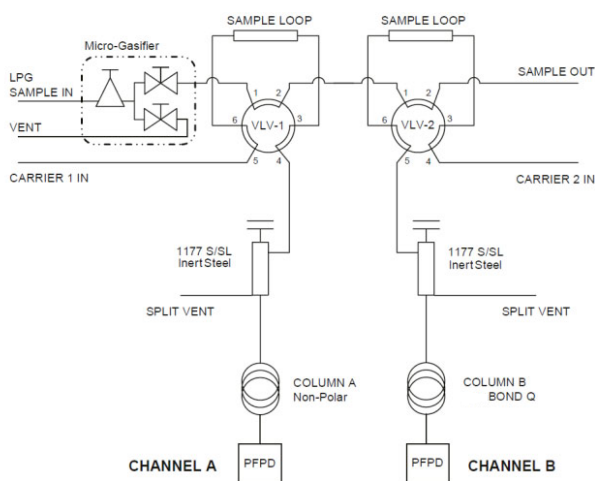 SAMPLE LOOP
SAMPLE LOOP
Micro-Gasifier
LPG
SAMPLE IN
SAMPLE OUT
1
2
1
2
6
VLV-1
3
6
VLV-2
3
VENT
5
4
5
4
CARRIER 1 IN
CARRIER 2 IN
1177 S/SL
Inert Steel
1177 S/SL
Inert Steel
SPLIT VENT
SPLIT VENT
COLUMN A
Non-Polar
COLUMN B
BOND Q
CHANNEL A
PFPD
PFPD
CHANNEL B